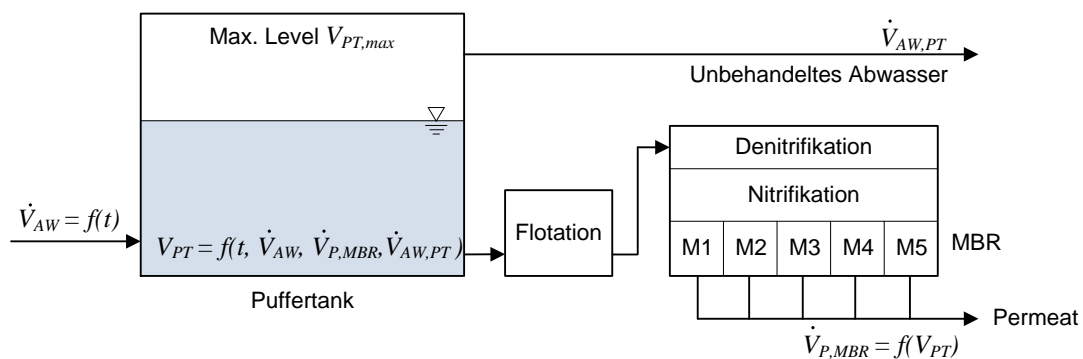 Max. Level V_PT,max
V̇_AW,PT
Unbehandeltes Abwasser
Denitrifikation
Nitrifikation
V̇_AW = f(t)
V_PT = f(t, V̇_AW, V̇_P,MBR, V̇_AW,PT)
Flotation
M1 M2 M3 M4 M5
MBR
Puffertank
Permeat
V̇_P,MBR = f(V_PT)